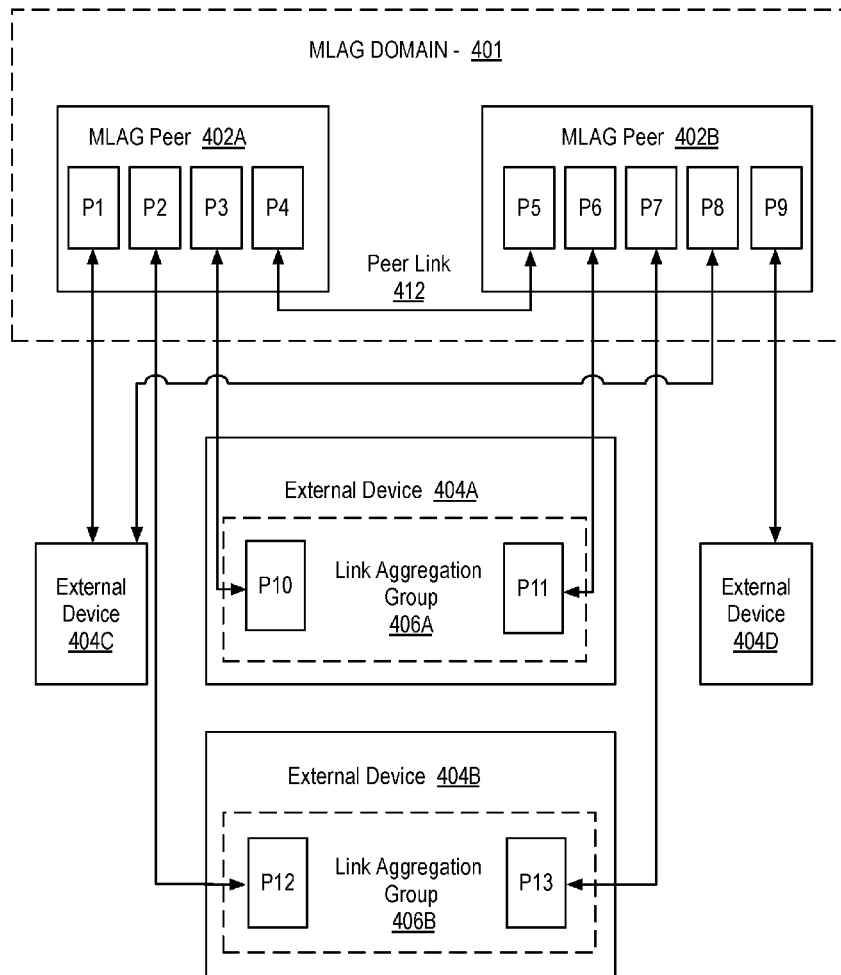 MLAG DOMAIN - 401
MLAG Peer 402A
P1 P2 P3 P4
MLAG Peer 402B
P5 P6 P7 P8 P9
Peer Link
412
External Device 404A
P10
Link Aggregation
Group
406A
P11
External
Device
404C
External
Device
404D
External Device 404B
P12
Link Aggregation
Group
406B
P13